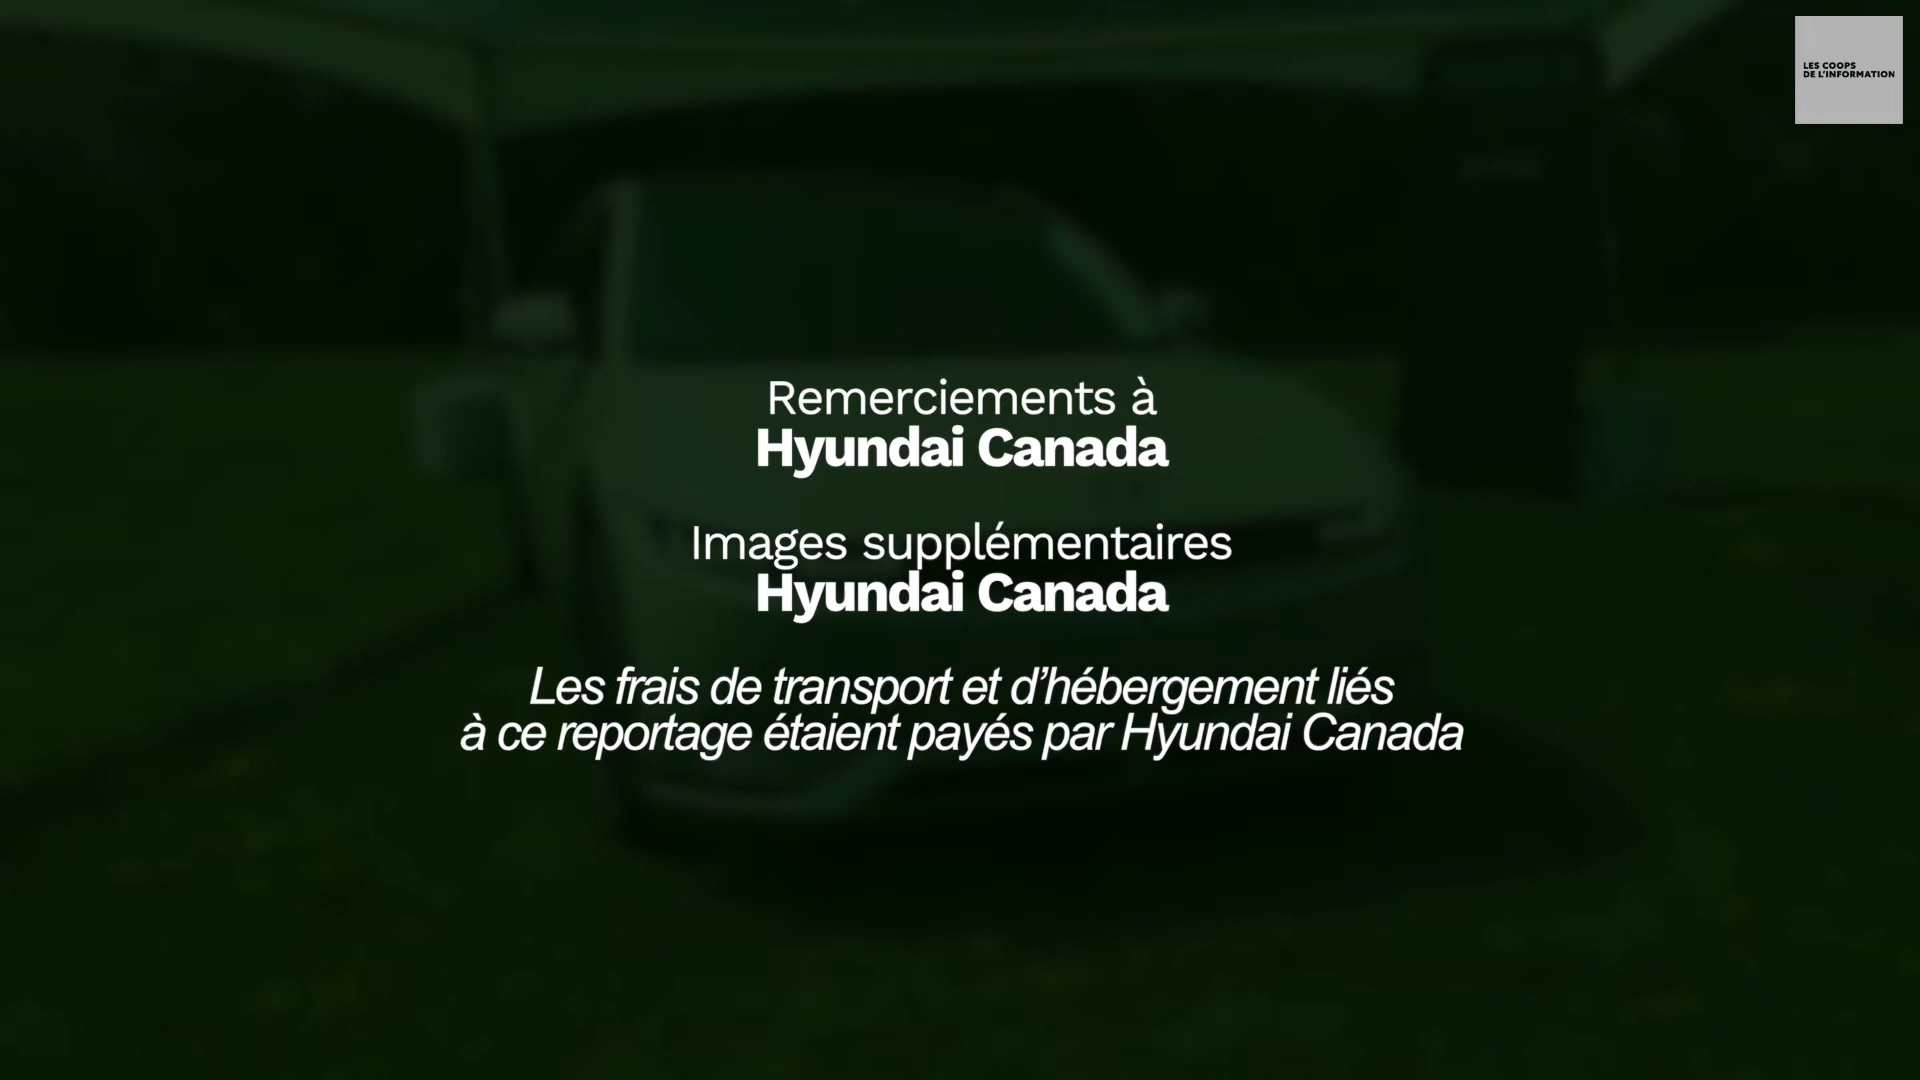 LES COOPS
DE L'INFORMATION
Remerciements à
Hyundai Canada
Images supplémentaires
Hyundai Canada
Les frais de transport et d’hébergement liés
à ce reportage étaient payés par Hyundai Canada